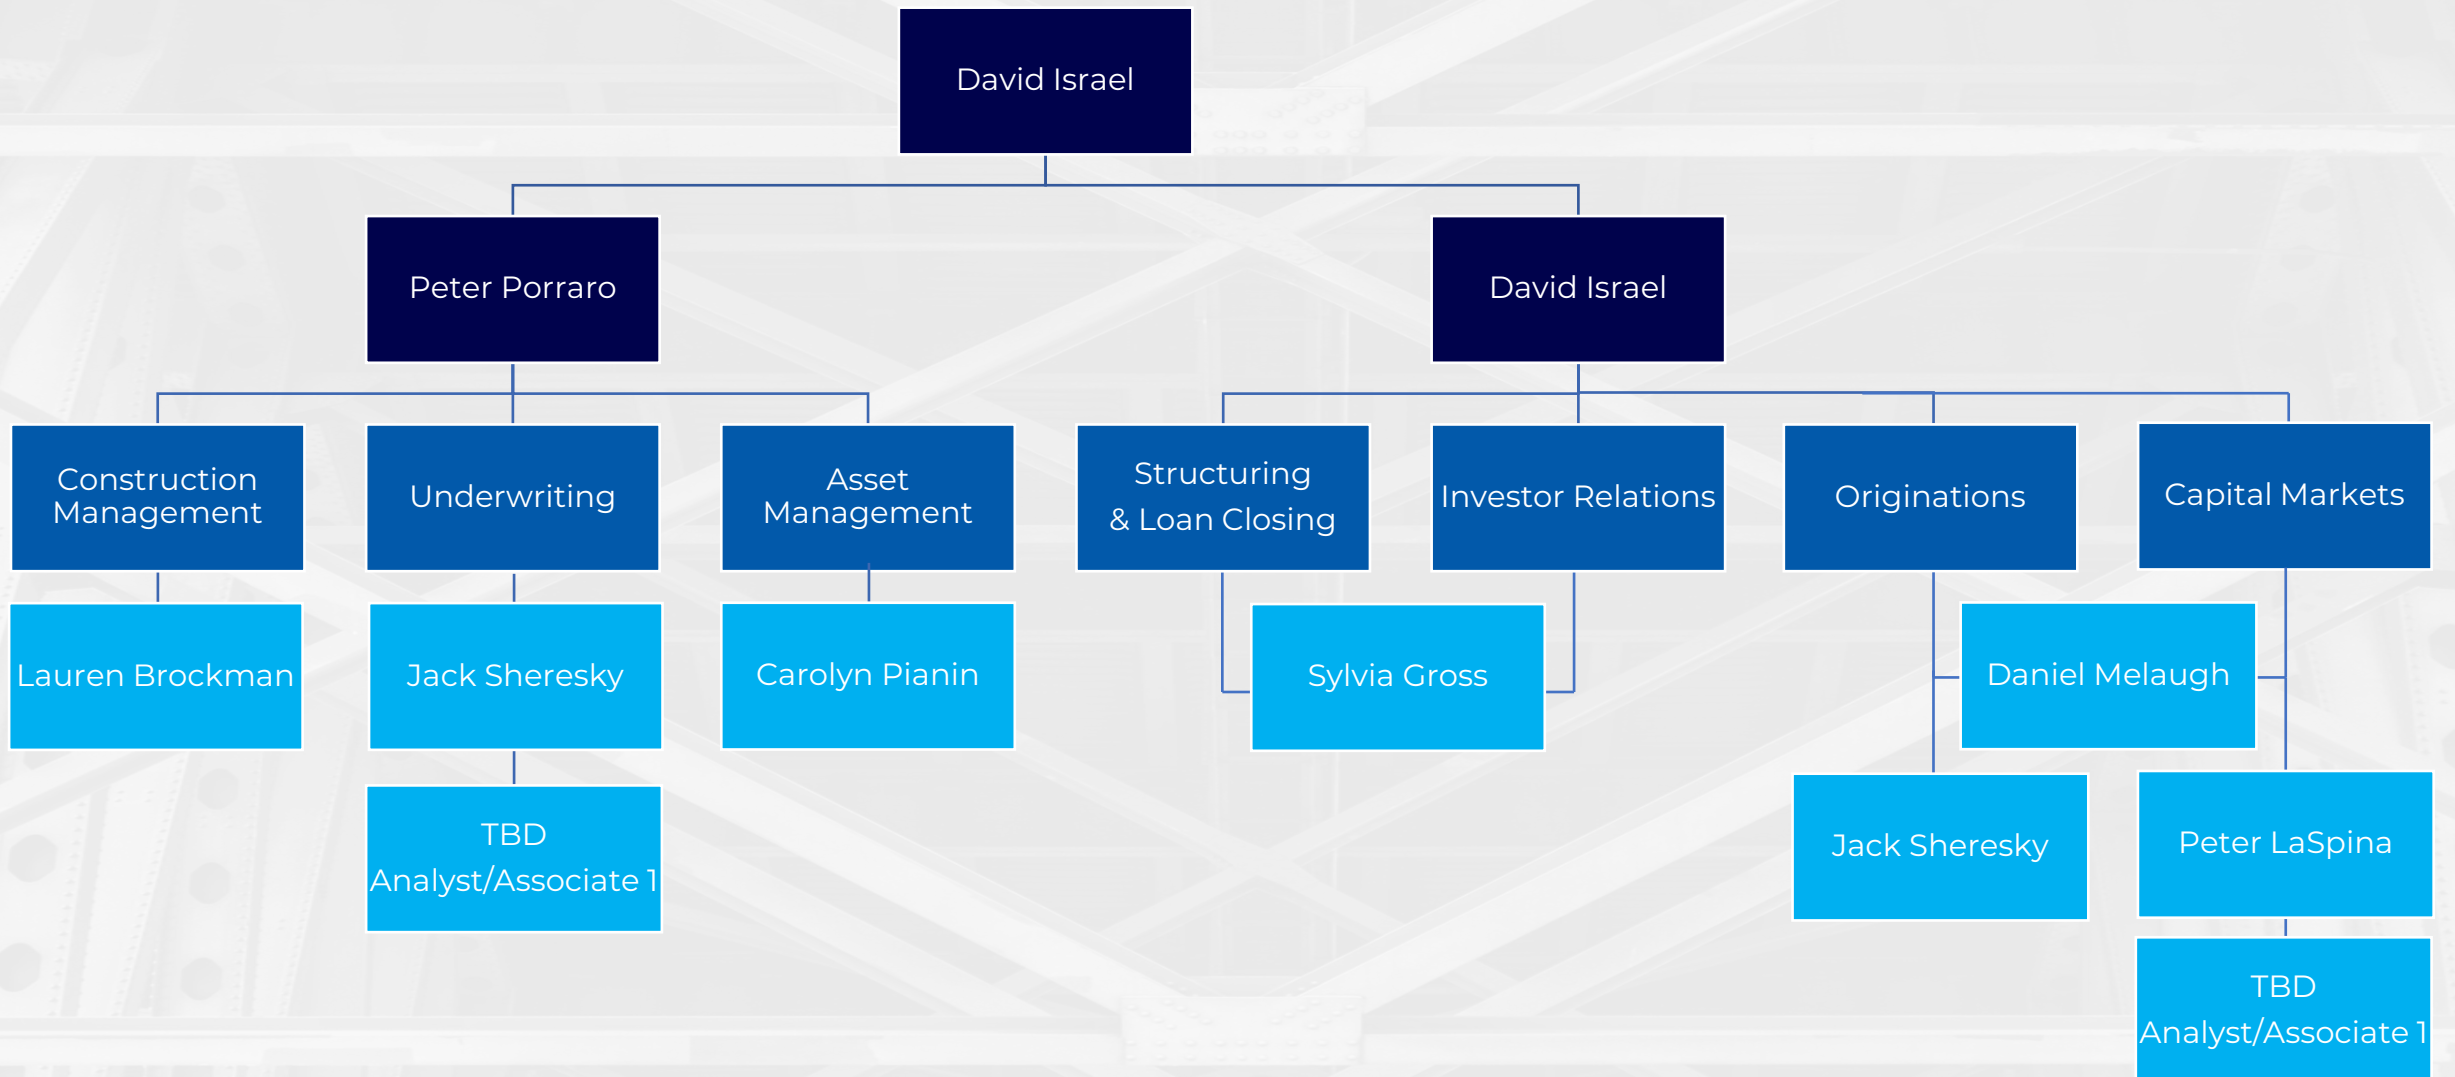 David Israel
Peter Porraro
David Israel
Construction
Management
Underwriting
Asset
Management
Structuring
& Loan Closing
Investor Relations
Originations
Capital Markets
Lauren Brockman
Jack Sheresky
Carolyn Pianin
Sylvia Gross
Daniel Melaugh
TBD
Analyst/Associate 1
Jack Sheresky
Peter LaSpina
TBD
Analyst/Associate 1